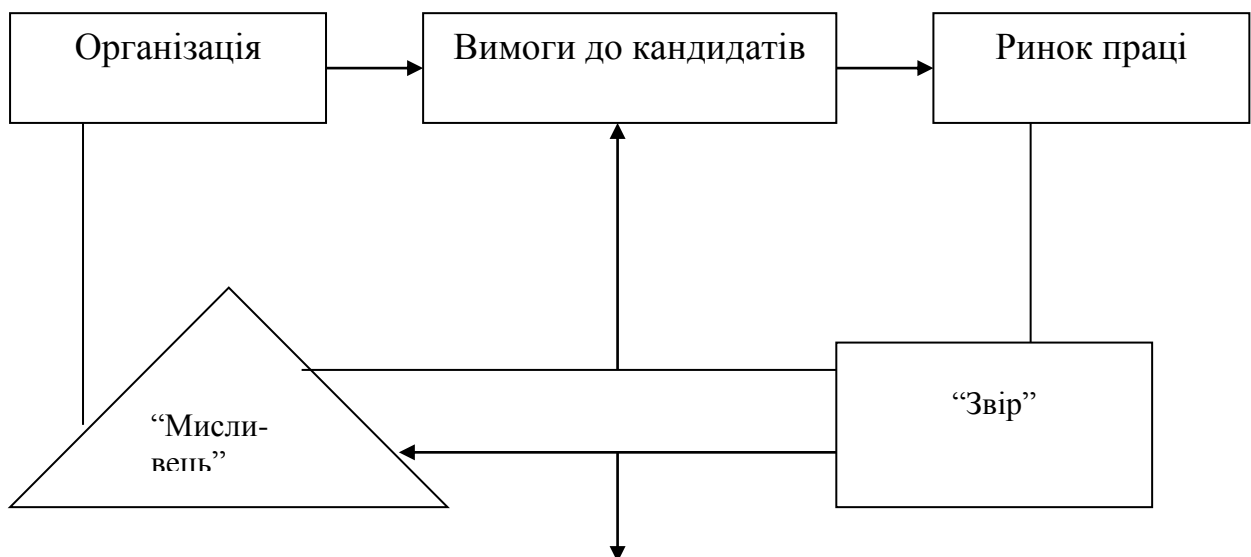 Організація
Вимоги до кандидатів
Ринок праці
“Мисли-
вець”
“Звір”